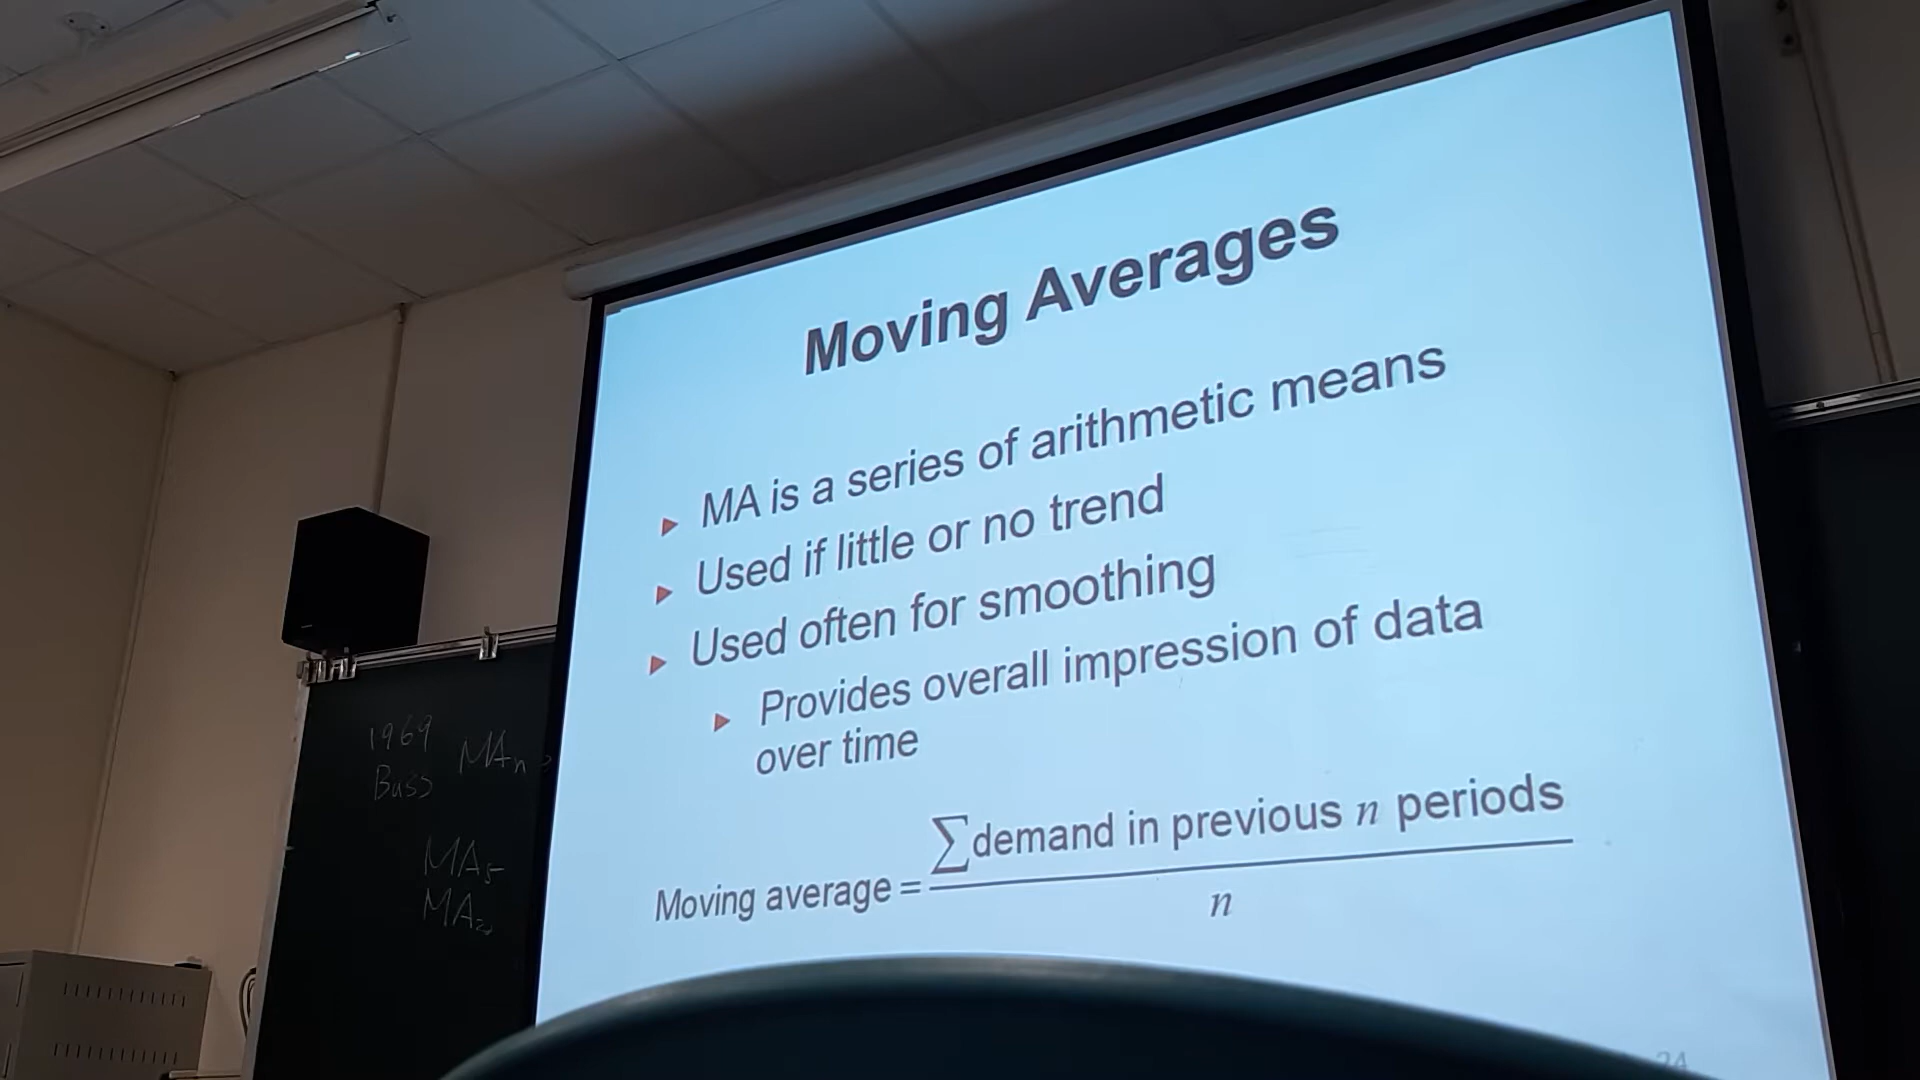 Moving Averages
MA is a series of arithmetic means
Used if little or no trend
Used often for smoothing
Provides overall impression of data
over time
∑demand in previous n periods
Moving average =
n
1969
MAn
MA5